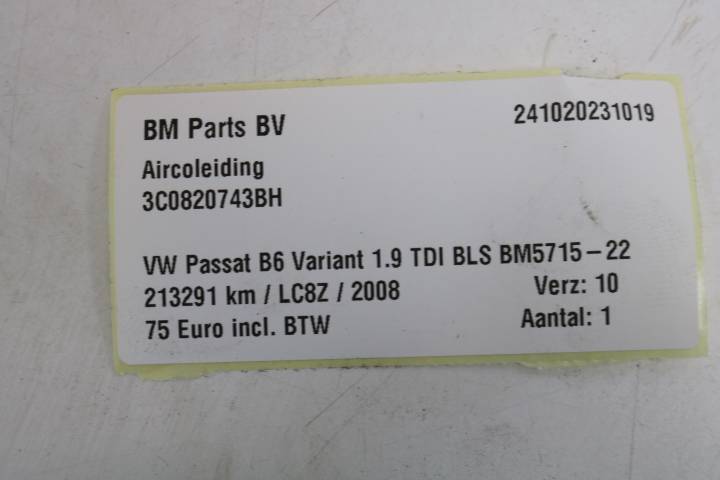 BM Parts BV 241020231019
Aircoleiding
3C0820743BH
VW Passat B6 Variant 1.9 TDI BLS BM5715-22
213291 km / LC8Z / 2008 Verz: 10
75 Euro incl. BTW Aantal: 1